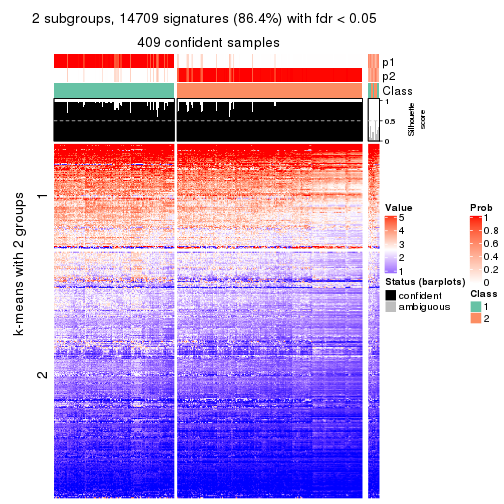 2 subgroups, 14709 signatures (86.4%) with fdr < 0.05
409 confident samples
p1
p2
Class
1
0.5
0
Silhouette
score
k-means with 2 groups
1
2
Value
5
4
3
2
1
Prob
1
0.8
0.6
0.4
0.2
0
Status (barplots)
confident
ambiguous
Class
1
2